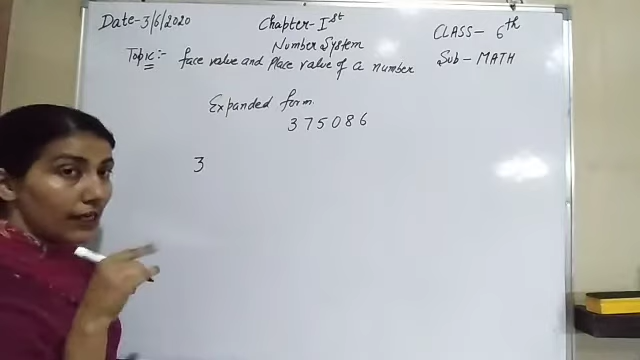 Date-3/6/2020
Chapter-Ist
CLASS- 6th
Number System
Sub- MATH
Topic:- face value and Place value of a number
Expanded form
375086
3